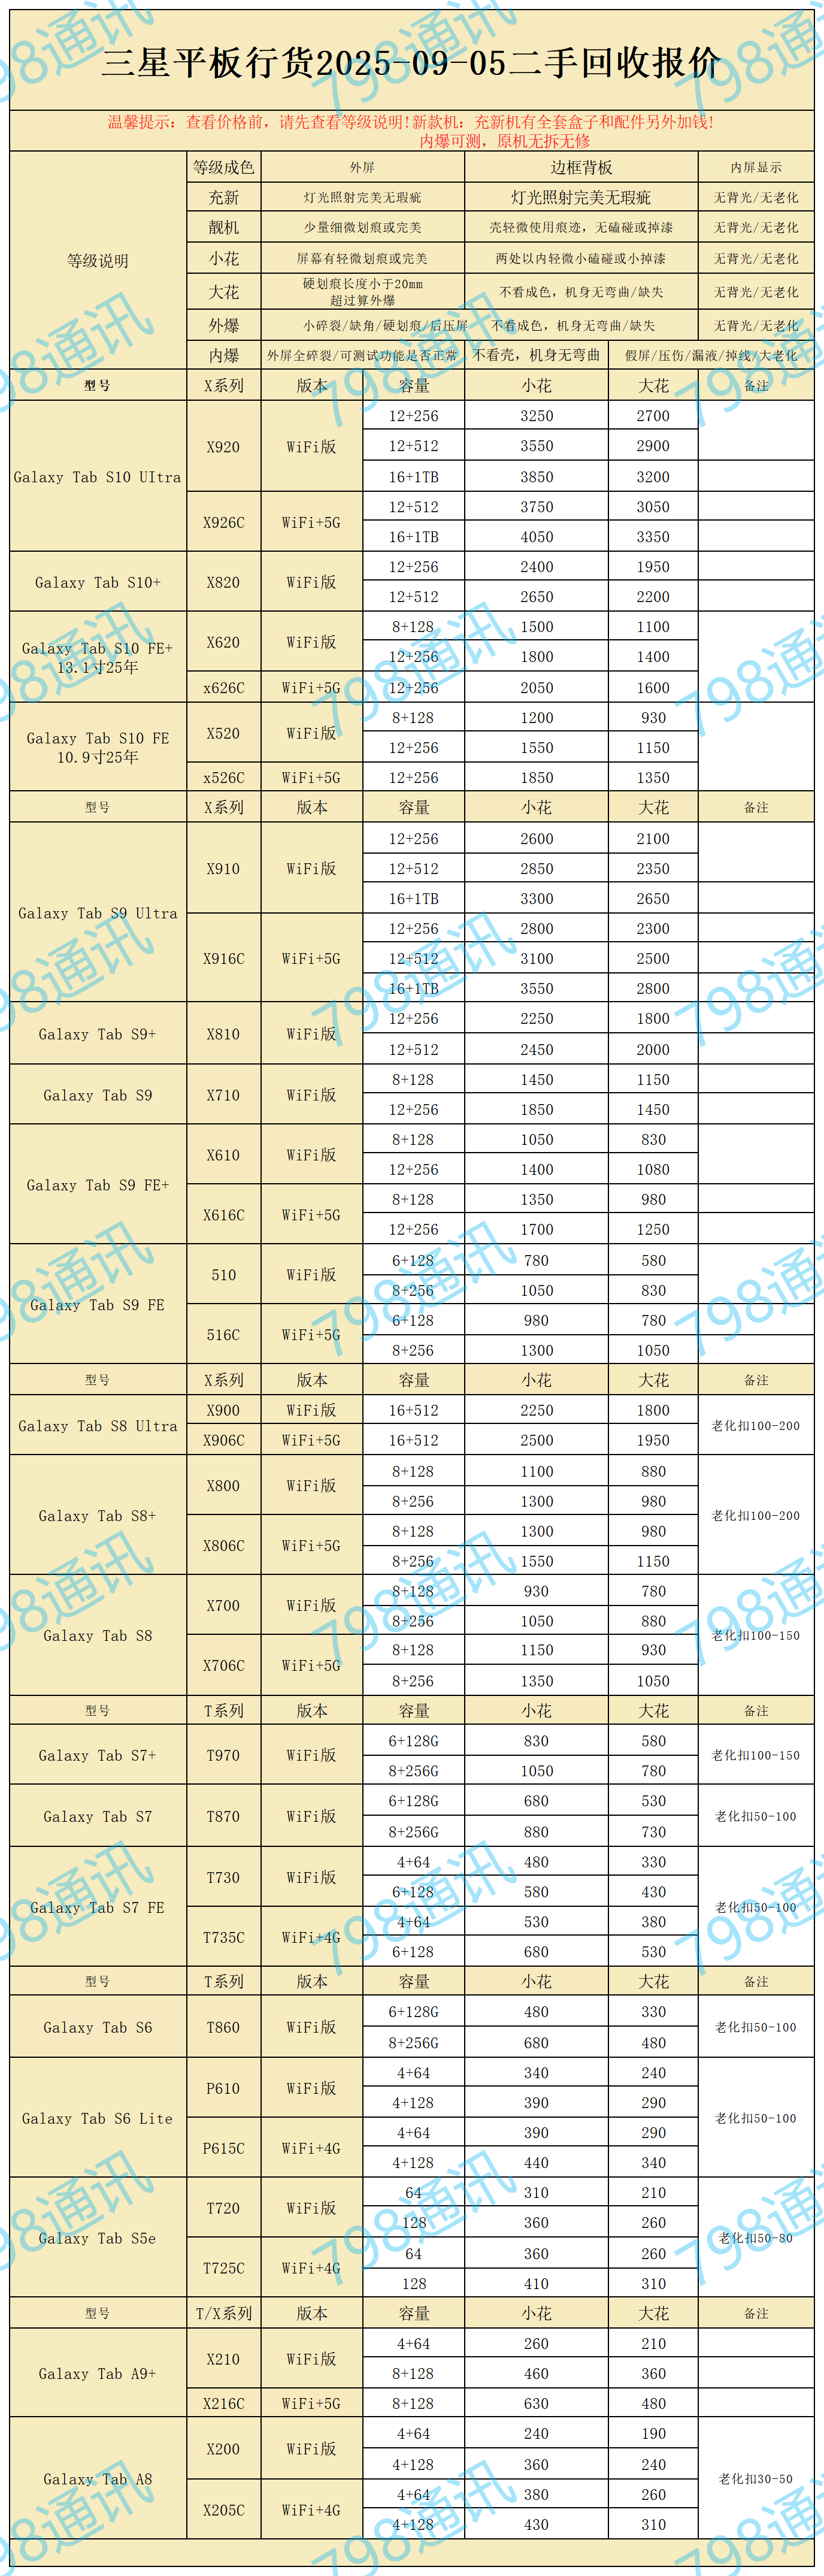 三星平板行货2025-09-05二手回收报价
温馨提示：查看价格前，请先查看等级说明!新款机：充新机有全套盒子和配件另外加钱!
内爆可测，原机无拆无修
等级说明
等级成色 外屏 边框背板 内屏显示
充新 灯光照射完美无瑕疵 灯光照射完美无瑕疵 无背光/无老化
靓机 少量细微划痕或完美 壳轻微使用痕迹，无磕碰或掉漆 无背光/无老化
小花 屏幕有轻微划痕或完美 两处以内轻微小磕碰或小掉漆 无背光/无老化
大花 硬划痕长度小于20mm 超过算外爆 不看成色，机身无弯曲/缺失 无背光/无老化
外爆 小碎裂/缺角/硬划痕/后压屏 不看成色，机身无弯曲/缺失 无背光/无老化
内爆 外屏全碎裂/可测试功能是否正常 不看壳，机身无弯曲 假屏/压伤/漏液/掉线/大老化
型号 X系列 版本 容量 小花 大花 备注
Galaxy Tab S10 UItra X920 WiFi版 12+256 3250 2700
12+512 3550 2900
16+1TB 3850 3200
X926C WiFi+5G 12+512 3750 3050
16+1TB 4050 3350
Galaxy Tab S10+ X820 WiFi版 12+256 2400 1950
12+512 2650 2200
Galaxy Tab S10 FE+
13.1寸25年 X620 WiFi版 8+128 1500 1100
12+256 1800 1400
x626C WiFi+5G 12+256 2050 1600
Galaxy Tab S10 FE
10.9寸25年 X520 WiFi版 8+128 1200 930
12+256 1550 1150
x526C WiFi+5G 12+256 1850 1350
型号 X系列 版本 容量 小花 大花 备注
Galaxy Tab S9 Ultra X910 WiFi版 12+256 2600 2100
12+512 2850 2350
16+1TB 3300 2650
X916C WiFi+5G 12+256 2800 2300
12+512 3100 2500
16+1TB 3550 2800
Galaxy Tab S9+ X810 WiFi版 12+256 2250 1800
12+512 2450 2000
Galaxy Tab S9 X710 WiFi版 8+128 1450 1150
12+256 1850 1450
Galaxy Tab S9 FE+ X610 WiFi版 8+128 1050 830
12+256 1400 1080
X616C WiFi+5G 8+128 1350 980
12+256 1700 1250
Galaxy Tab S9 FE 510 WiFi版 6+128 780 580
8+256 1050 830
516C WiFi+5G 6+128 980 780
8+256 1300 1050
型号 X系列 版本 容量 小花 大花 备注
Galaxy Tab S8 Ultra X900 WiFi版 16+512 2250 1800 老化扣100-200
X906C WiFi+5G 16+512 2500 1950
Galaxy Tab S8+ X800 WiFi版 8+128 1100 880 老化扣100-200
8+256 1300 980
X806C WiFi+5G 8+128 1300 980
8+256 1550 1150
Galaxy Tab S8 X700 WiFi版 8+128 930 780 老化扣100-150
8+256 1050 880
X706C WiFi+5G 8+128 1150 930
8+256 1350 1050
型号 T系列 版本 容量 小花 大花 备注
Galaxy Tab S7+ T970 WiFi版 6+128G 830 580 老化扣100-150
8+256G 1050 780
Galaxy Tab S7 T870 WiFi版 6+128G 680 530 老化扣50-100
8+256G 880 730
Galaxy Tab S7 FE T730 WiFi版 4+64 480 330 老化扣50-100
6+128 580 430
T735C WiFi+4G 4+64 530 380
6+128 680 530
型号 T系列 版本 容量 小花 大花 备注
Galaxy Tab S6 T860 WiFi版 6+128G 480 330 老化扣50-100
8+256G 680 480
Galaxy Tab S6 Lite P610 WiFi版 4+64 340 240 老化扣50-100
4+128 390 290
P615C WiFi+4G 4+64 390 290
4+128 440 340
Galaxy Tab S5e T720 WiFi版 64 310 210 老化扣50-80
128 360 260
T725C WiFi+4G 64 360 260
128 410 310
型号 T/X系列 版本 容量 小花 大花 备注
Galaxy Tab A9+ X210 WiFi版 4+64 260 210
8+128 460 360
X216C WiFi+5G 8+128 630 480
Galaxy Tab A8 X200 WiFi版 4+64 240 190 老化扣30-50
4+128 360 240
X205C WiFi+4G 4+64 380 260
4+128 430 310
798通讯